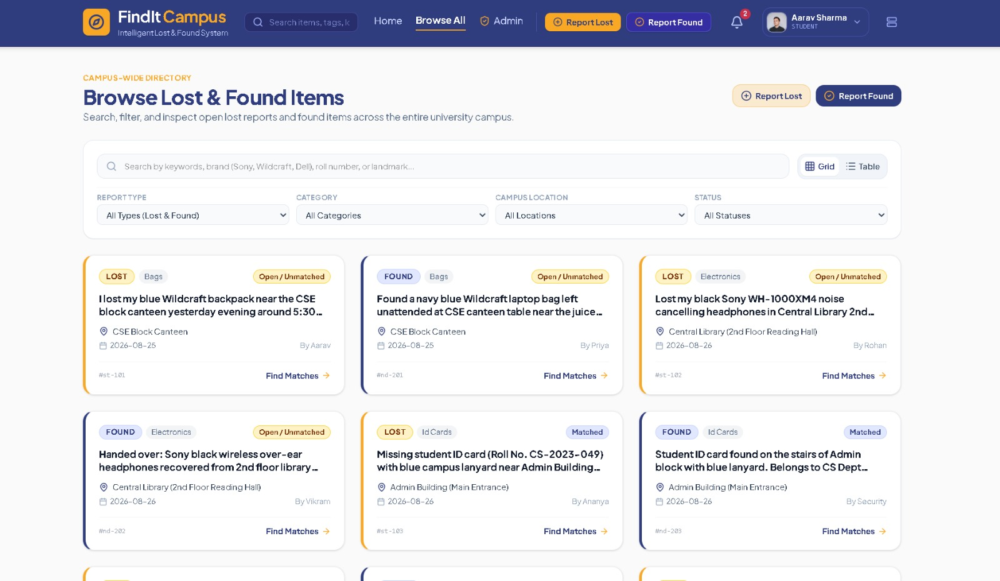 FindIt Campus
Intelligent Lost & Found System
Search items, tags, l
Home
Browse All
Admin
Report Lost
Report Found
2
Aarav Sharma
STUDENT
CAMPUS-WIDE DIRECTORY
Browse Lost & Found Items
Search, filter, and inspect open lost reports and found items across the entire university campus.
Report Lost
Report Found
Search by keywords, brand (Sony, Wildcraft, Dell), roll number, or landmark...
Grid
Table
REPORT TYPE
All Types (Lost & Found)
CATEGORY
All Categories
CAMPUS LOCATION
All Locations
STATUS
All Statuses
LOST
Bags
Open / Unmatched
I lost my blue Wildcraft backpack near the CSE
block canteen yesterday evening around 5:30...
CSE Block Canteen
2026-08-25
By Aarav
#st-101
Find Matches
FOUND
Bags
Open / Unmatched
Found a navy blue Wildcraft laptop bag left
unattended at CSE canteen table near the juice...
CSE Block Canteen
2026-08-25
By Priya
#nd-201
Find Matches
LOST
Electronics
Open / Unmatched
Lost my black Sony WH-1000XM4 noise
cancelling headphones in Central Library 2nd...
Central Library (2nd Floor Reading Hall)
2026-08-26
By Rohan
#st-102
Find Matches
FOUND
Electronics
Open / Unmatched
Handed over: Sony black wireless over-ear
headphones recovered from 2nd floor library...
Central Library (2nd Floor Reading Hall)
2026-08-26
By Vikram
#nd-202
Find Matches
LOST
Id Cards
Matched
Missing student ID card (Roll No. CS-2023-049)
with blue campus lanyard near Admin Building...
Admin Building (Main Entrance)
2026-08-26
By Ananya
#st-103
Find Matches
FOUND
Id Cards
Matched
Student ID card found on the stairs of Admin
block with blue lanyard. Belongs to CS Dept...
Admin Building (Main Entrance)
2026-08-26
By Security
#nd-203
Find Matches